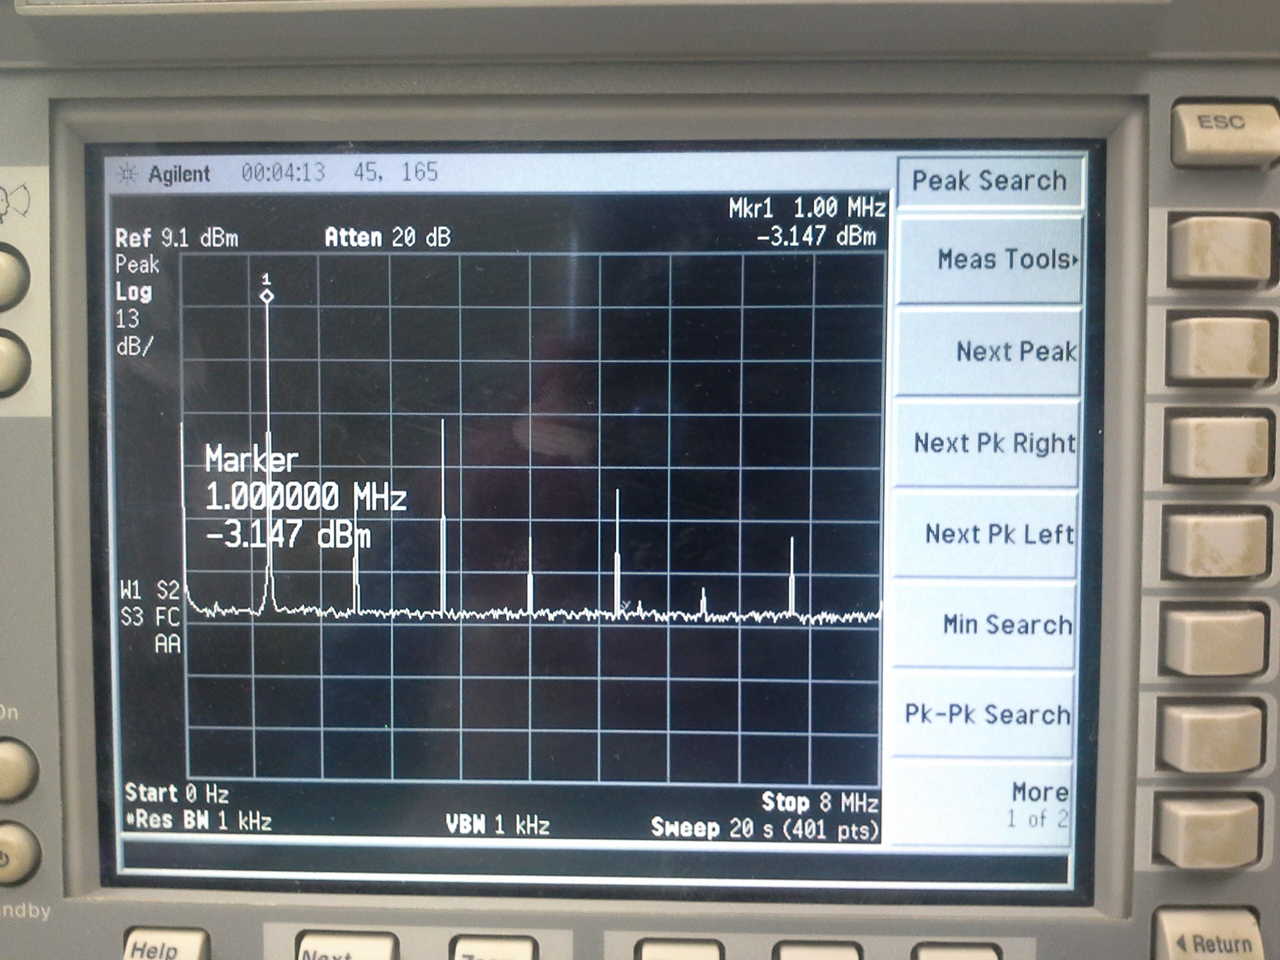 ESC
Agilent 00:04:13 45, 165
Peak Search
Mkr1 1.00 MHz
Ref 9.1 dBm Atten 20 dB -3.147 dBm
Peak
Log
13
dB/
1
Meas Tools
Next Peak
Marker
1.000000 MHz
-3.147 dBm
Next Pk Right
Next Pk Left
W1 S2
S3 FC
AA
Min Search
Pk-Pk Search
Start 0 Hz Stop 8 MHz
*Res BW 1 kHz VBW 1 kHz Sweep 20 s (401 pts)
More
1 of 2
On
ndby
Help
Next
Return